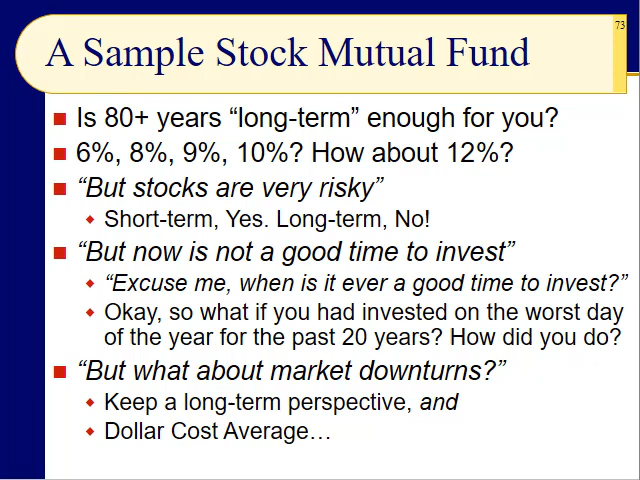 73
A Sample Stock Mutual Fund
Is 80+ years “long-term” enough for you?
6%, 8%, 9%, 10%? How about 12%?
“But stocks are very risky”
Short-term, Yes. Long-term, No!
“But now is not a good time to invest”
“Excuse me, when is it ever a good time to invest?”
Okay, so what if you had invested on the worst day
of the year for the past 20 years? How did you do?
“But what about market downturns?”
Keep a long-term perspective, and
Dollar Cost Average…